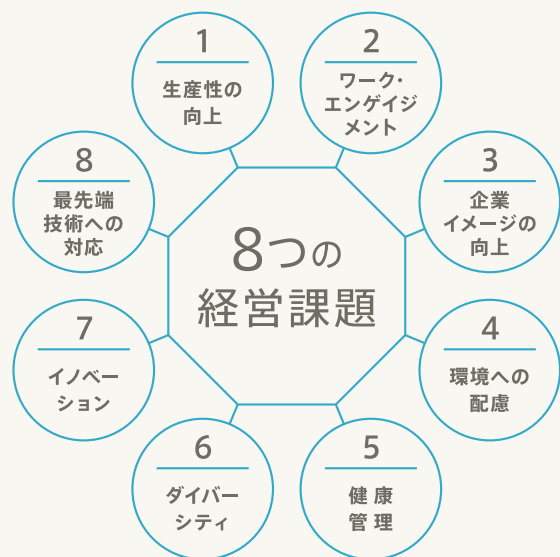 8つの
経営課題
1
生産性の
向上
2
ワーク・
エンゲイジ
メント
3
企業
イメージの
向上
4
環境への
配慮
5
健康
管理
6
ダイバー
シティ
7
イノベー
ション
8
最先端
技術への
対応